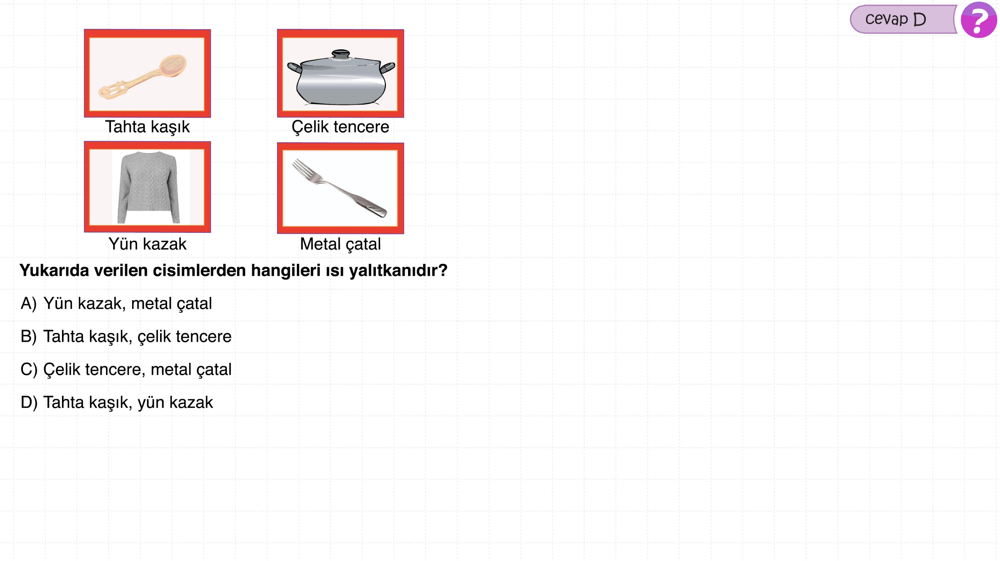 cevap D
?
Tahta kaşık
Çelik tencere
Yün kazak
Metal çatal
Yukarıda verilen cisimlerden hangileri ısı yalıtkanıdır?
A) Yün kazak, metal çatal
B) Tahta kaşık, çelik tencere
C) Çelik tencere, metal çatal
D) Tahta kaşık, yün kazak